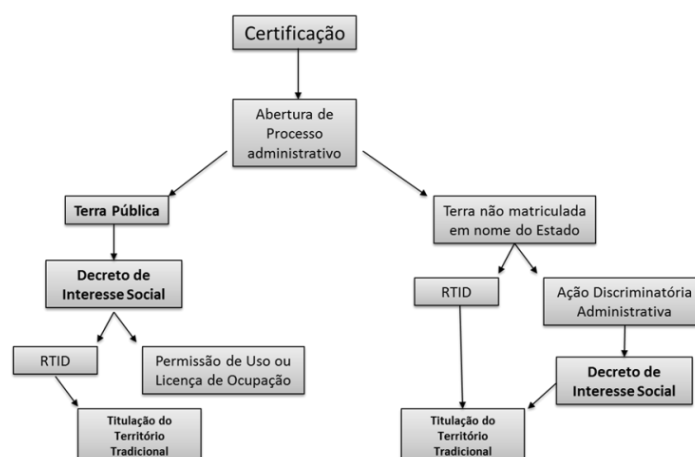 Certificação
Abertura de
Processo
administrativo
Terra Pública
Terra não matriculada
em nome do Estado
Decreto de
Interesse Social
RTID
Ação Discriminatória
Administrativa
RTID
Permissão de Uso ou
Licença de Ocupação
Decreto de
Interesse Social
Titulação do
Território
Tradicional
Titulação do
Território
Tradicional